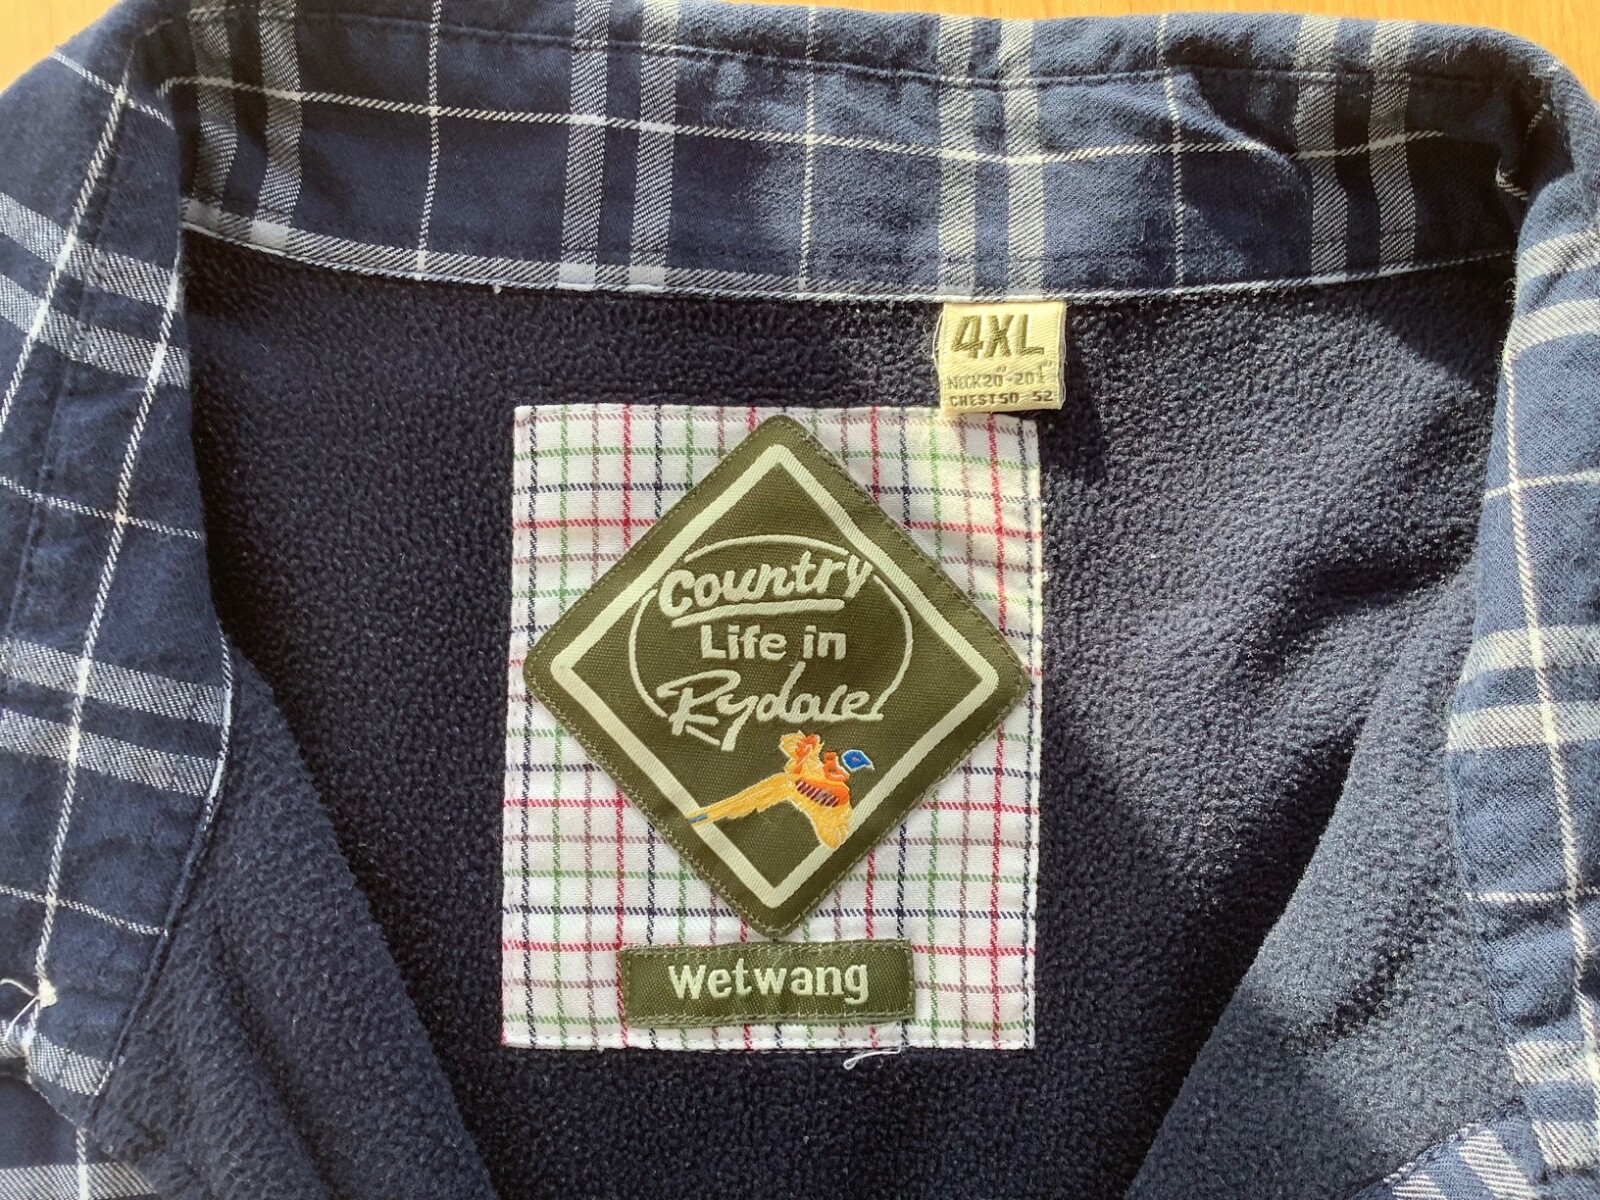 4XL
NECK 20"-20½"
CHEST 50-52
Country
Life in
Rydale
Wetwang